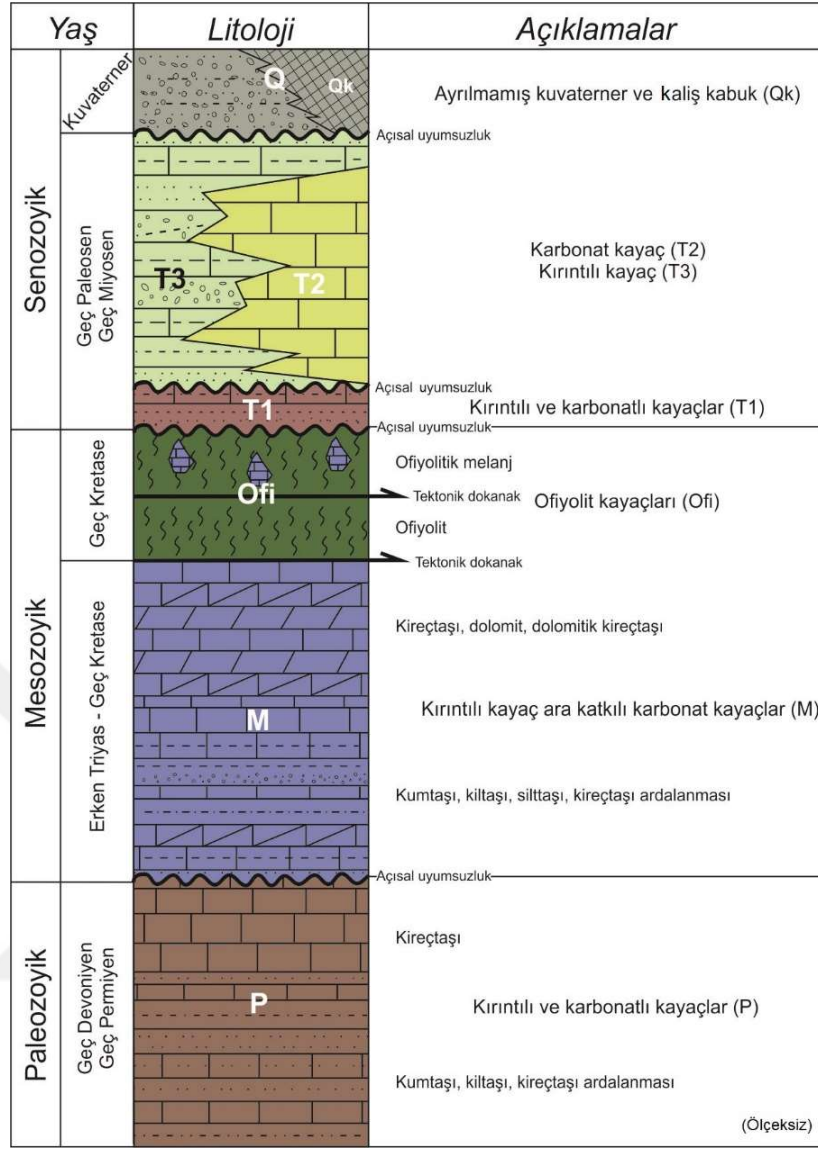 Yaş
Litoloji
Açıklamalar
Senozoyik
Kuvaterner
Q
Qk
Ayrılmamış kuvaterner ve kaliş kabuk (Qk)
Açısal uyumsuzluk
Geç Paleosen
Geç Miyosen
T3
T2
Karbonat kayaç (T2)
Kırıntılı kayaç (T3)
Açısal uyumsuzluk
T1
Kırıntılı ve karbonatlı kayaçlar (T1)
Açısal uyumsuzluk
Mesozoyik
Geç Kretase
Ofiyolitik melanj
Ofi
Tektonik dokanak
Ofiyolit kayaçları (Ofi)
Ofiyolit
Tektonik dokanak
Erken Triyas - Geç Kretase
Kireçtaşı, dolomit, dolomitik kireçtaşı
M
Kırıntılı kayaç ara katkılı karbonat kayaçlar (M)
Kumtaşı, kiltaşı, silttaşı, kireçtaşı ardalanması
Açısal uyumsuzluk
Paleozoyik
Geç Devoniyen
Geç Permiyen
Kireçtaşı
P
Kırıntılı ve karbonatlı kayaçlar (P)
Kumtaşı, kiltaşı, kireçtaşı ardalanması
(Ölçeksiz)